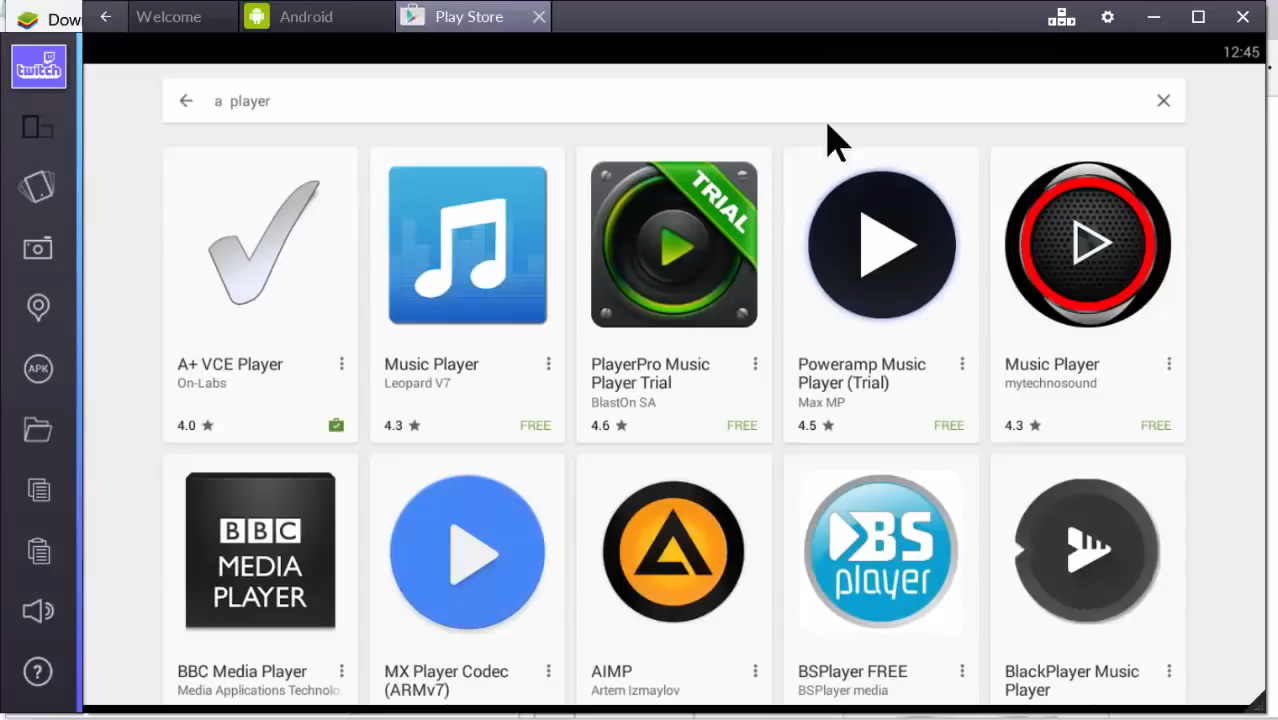 Dow
Welcome
Android
Play Store
12:45
twitch
a player
APK
TRIAL
A+ VCE Player
On-Labs
4.0
Music Player
Leopard V7
4.3 FREE
PlayerPro Music
Player Trial
BlastOn SA
4.6 FREE
Poweramp Music
Player (Trial)
Max MP
4.5 FREE
Music Player
mytechnosound
4.3 FREE
BBC
MEDIA
PLAYER
BBC Media Player
Media Applications Technolo
MX Player Codec
(ARMv7)
AIMP
Artem Izmaylov
BS
player
BSPlayer FREE
BSPlayer media
BlackPlayer Music
Player